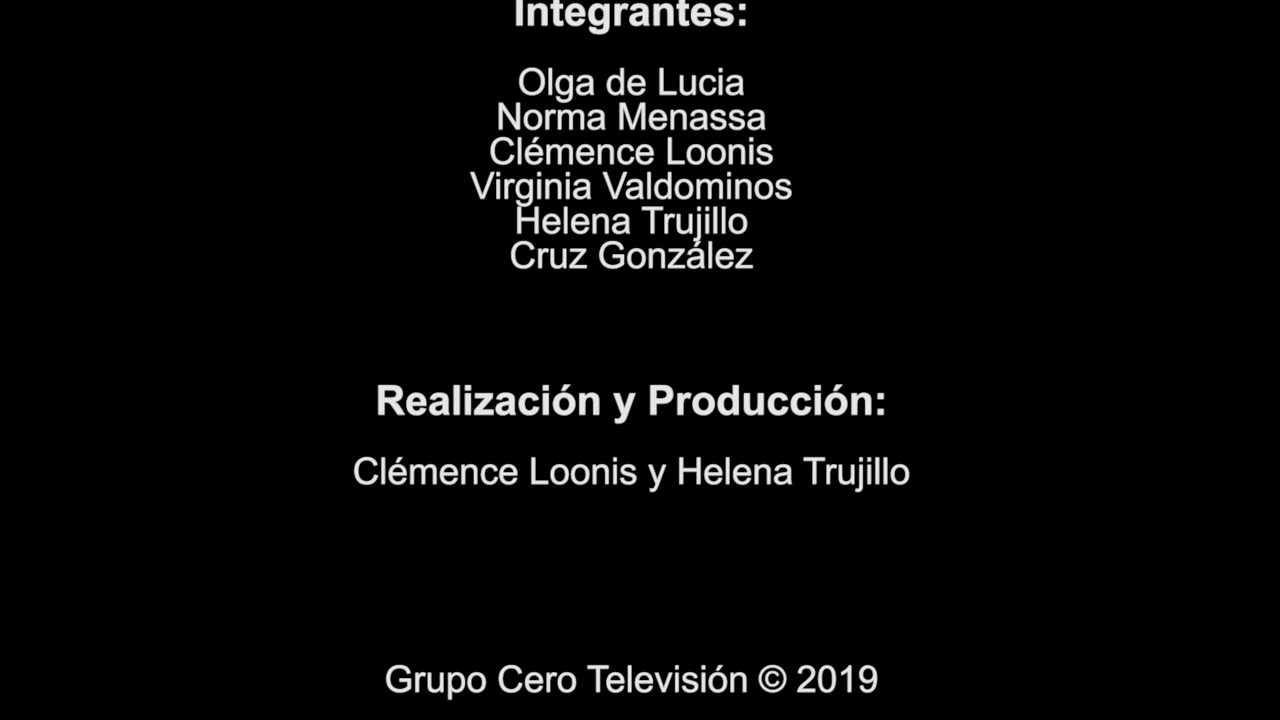 Integrantes:
Olga de Lucia
Norma Menassa
Clémence Loonis
Virginia Valdominos
Helena Trujillo
Cruz González
Realización y Producción:
Clémence Loonis y Helena Trujillo
Grupo Cero Televisión © 2019